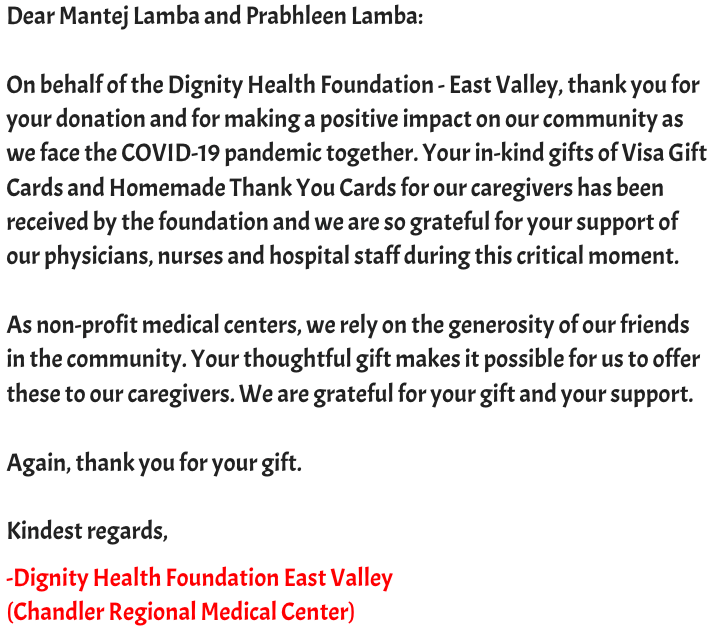 Dear Mantej Lamba and Prabhleen Lamba:
On behalf of the Dignity Health Foundation - East Valley, thank you for
your donation and for making a positive impact on our community as
we face the COVID-19 pandemic together. Your in-kind gifts of Visa Gift
Cards and Homemade Thank You Cards for our caregivers has been
received by the foundation and we are so grateful for your support of
our physicians, nurses and hospital staff during this critical moment.
As non-profit medical centers, we rely on the generosity of our friends
in the community. Your thoughtful gift makes it possible for us to offer
these to our caregivers. We are grateful for your gift and your support.
Again, thank you for your gift.
Kindest regards,
-Dignity Health Foundation East Valley
(Chandler Regional Medical Center)